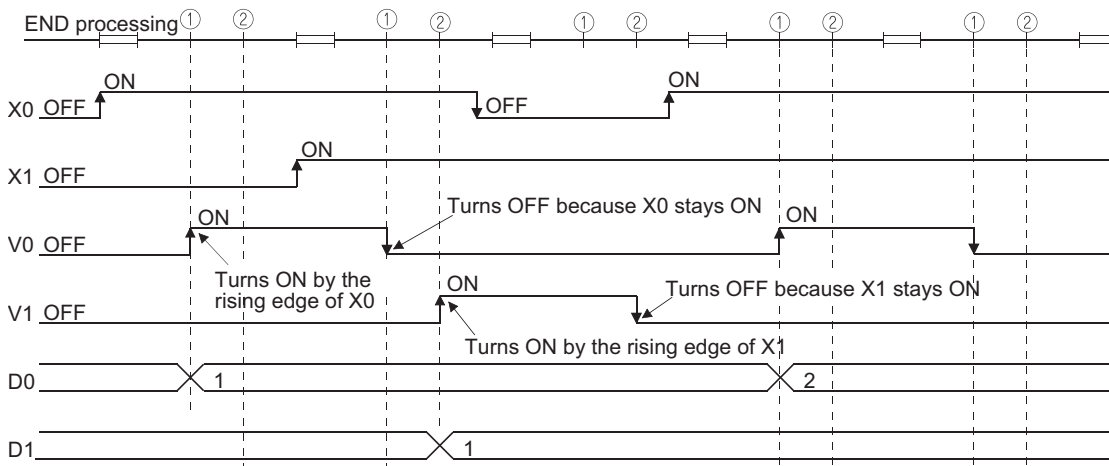 END processing ① ② ① ② ① ② ① ② ① ②
ON
ON
X0 OFF
OFF
ON
X1 OFF
Turns OFF because X0 stays ON
ON
ON
V0 OFF
Turns ON by the
rising edge of X0
ON
Turns OFF because X1 stays ON
V1 OFF
Turns ON by the rising edge of X1
D0
1
2
D1
1